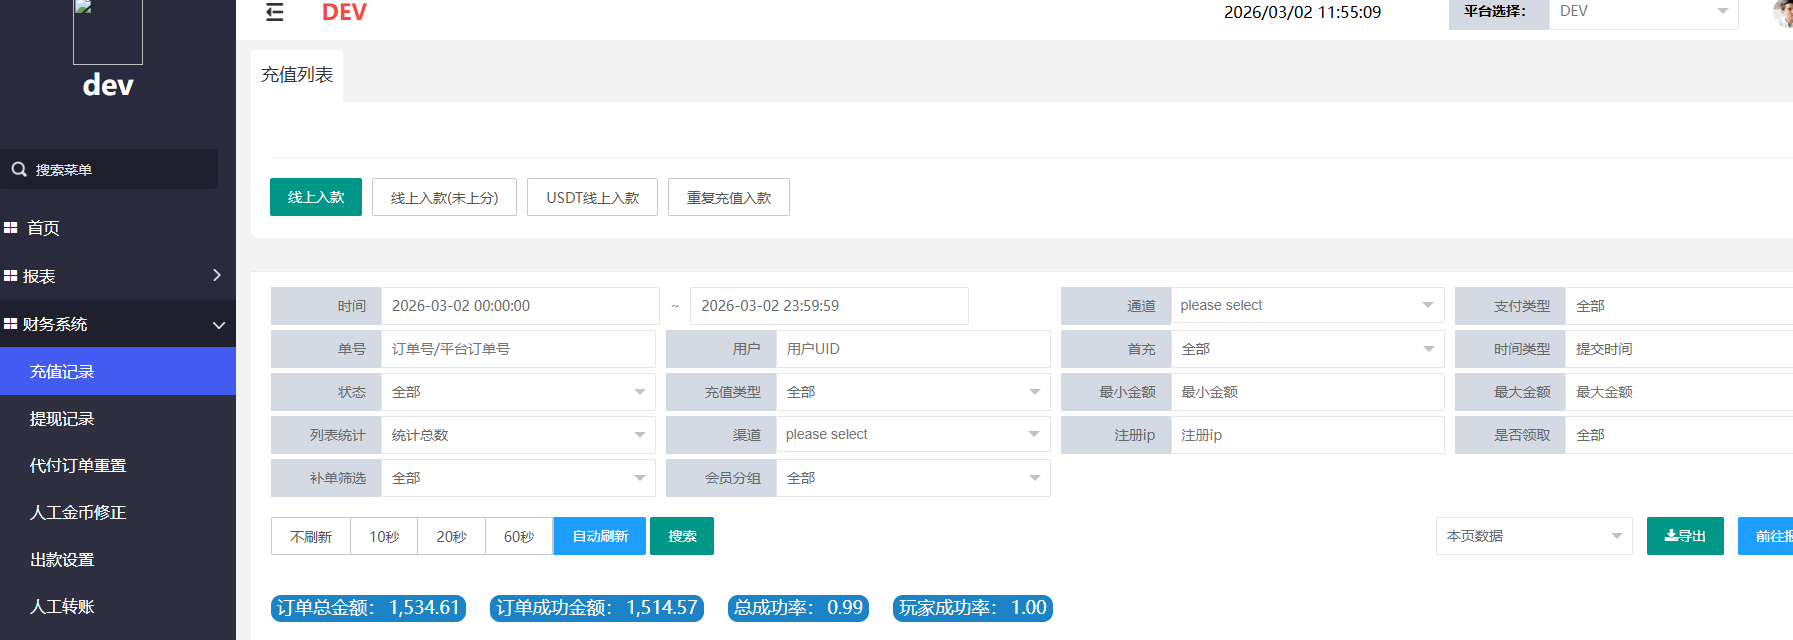 DEV
2026/03/02 11:55:09
平台选择：
DEV
dev
搜索菜单
首页
报表
财务系统
充值记录
提现记录
代付订单重置
人工金币修正
出款设置
人工转账
充值列表
线上入款
线上入款(未上分)
USDT线上入款
重复充值入款
时间 2026-03-02 00:00:00 ~ 2026-03-02 23:59:59 通道 please select 支付类型 全部
单号 订单号/平台订单号 用户 用户UID 首充 全部 时间类型 提交时间
状态 全部 充值类型 全部 最小金额 最小金额 最大金额 最大金额
列表统计 统计总数 渠道 please select 注册ip 注册ip 是否领取 全部
补单筛选 全部 会员分组 全部
不刷新 10秒 20秒 60秒 自动刷新 搜索 本页数据 导出 前往
订单总金额： 1,534.61 订单成功金额： 1,514.57 总成功率： 0.99 玩家成功率： 1.00